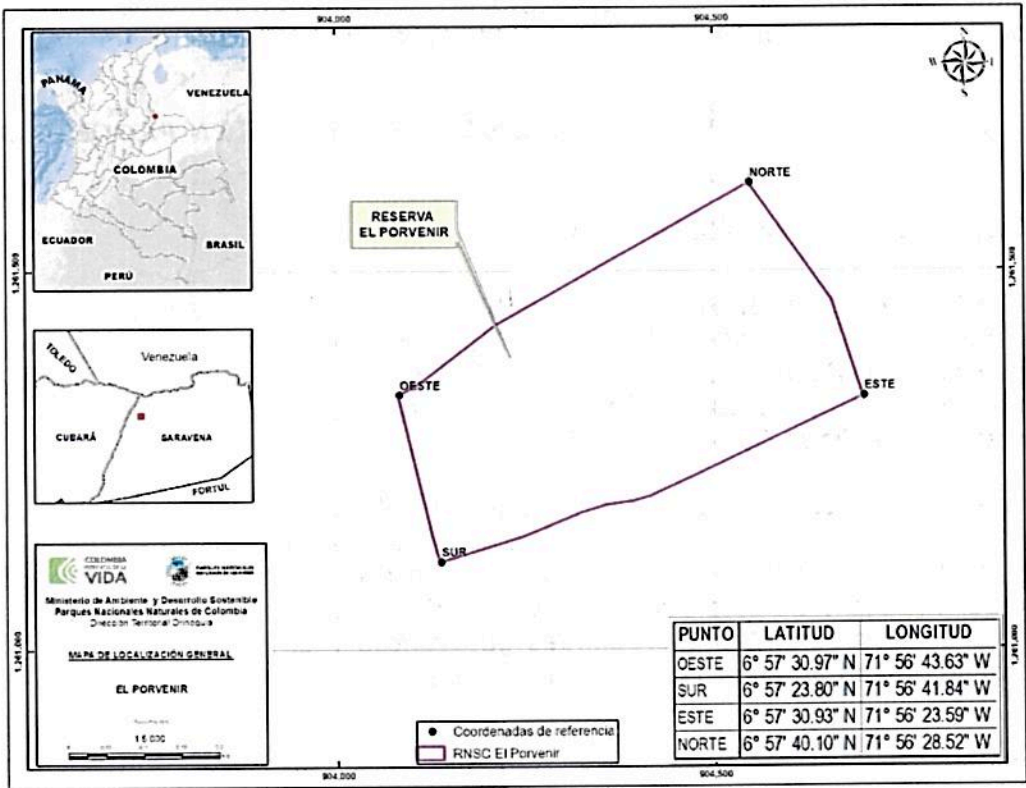 904,000
904,500
PANAMA
VENEZUELA
COLOMBIA
ECUADOR
BRASIL
PERÚ
N
NORTE
RESERVA
EL PORVENIR
1,261,500
1,261,500
OESTE
ESTE
SUR
TOLEDO
Venezuela
CUBARÁ
SARAVENA
FORTUL
COLOMBIA
VIDA
Ministerio de Ambiente y Desarrollo Sostenible
Parques Nacionales Naturales de Colombia
Dirección Territorial Orinoquia
MAPA DE LOCALIZACIÓN GENERAL
EL PORVENIR
1:5.000
1,261,000
1,261,000
PUNTO LATITUD LONGITUD
OESTE 6° 57' 30.97" N 71° 56' 43.63" W
SUR 6° 57' 23.80" N 71° 56' 41.84" W
ESTE 6° 57' 30.93" N 71° 56' 23.59" W
NORTE 6° 57' 40.10" N 71° 56' 28.52" W
Coordenadas de referencia
RNSC El Porvenir
904,000
904,500